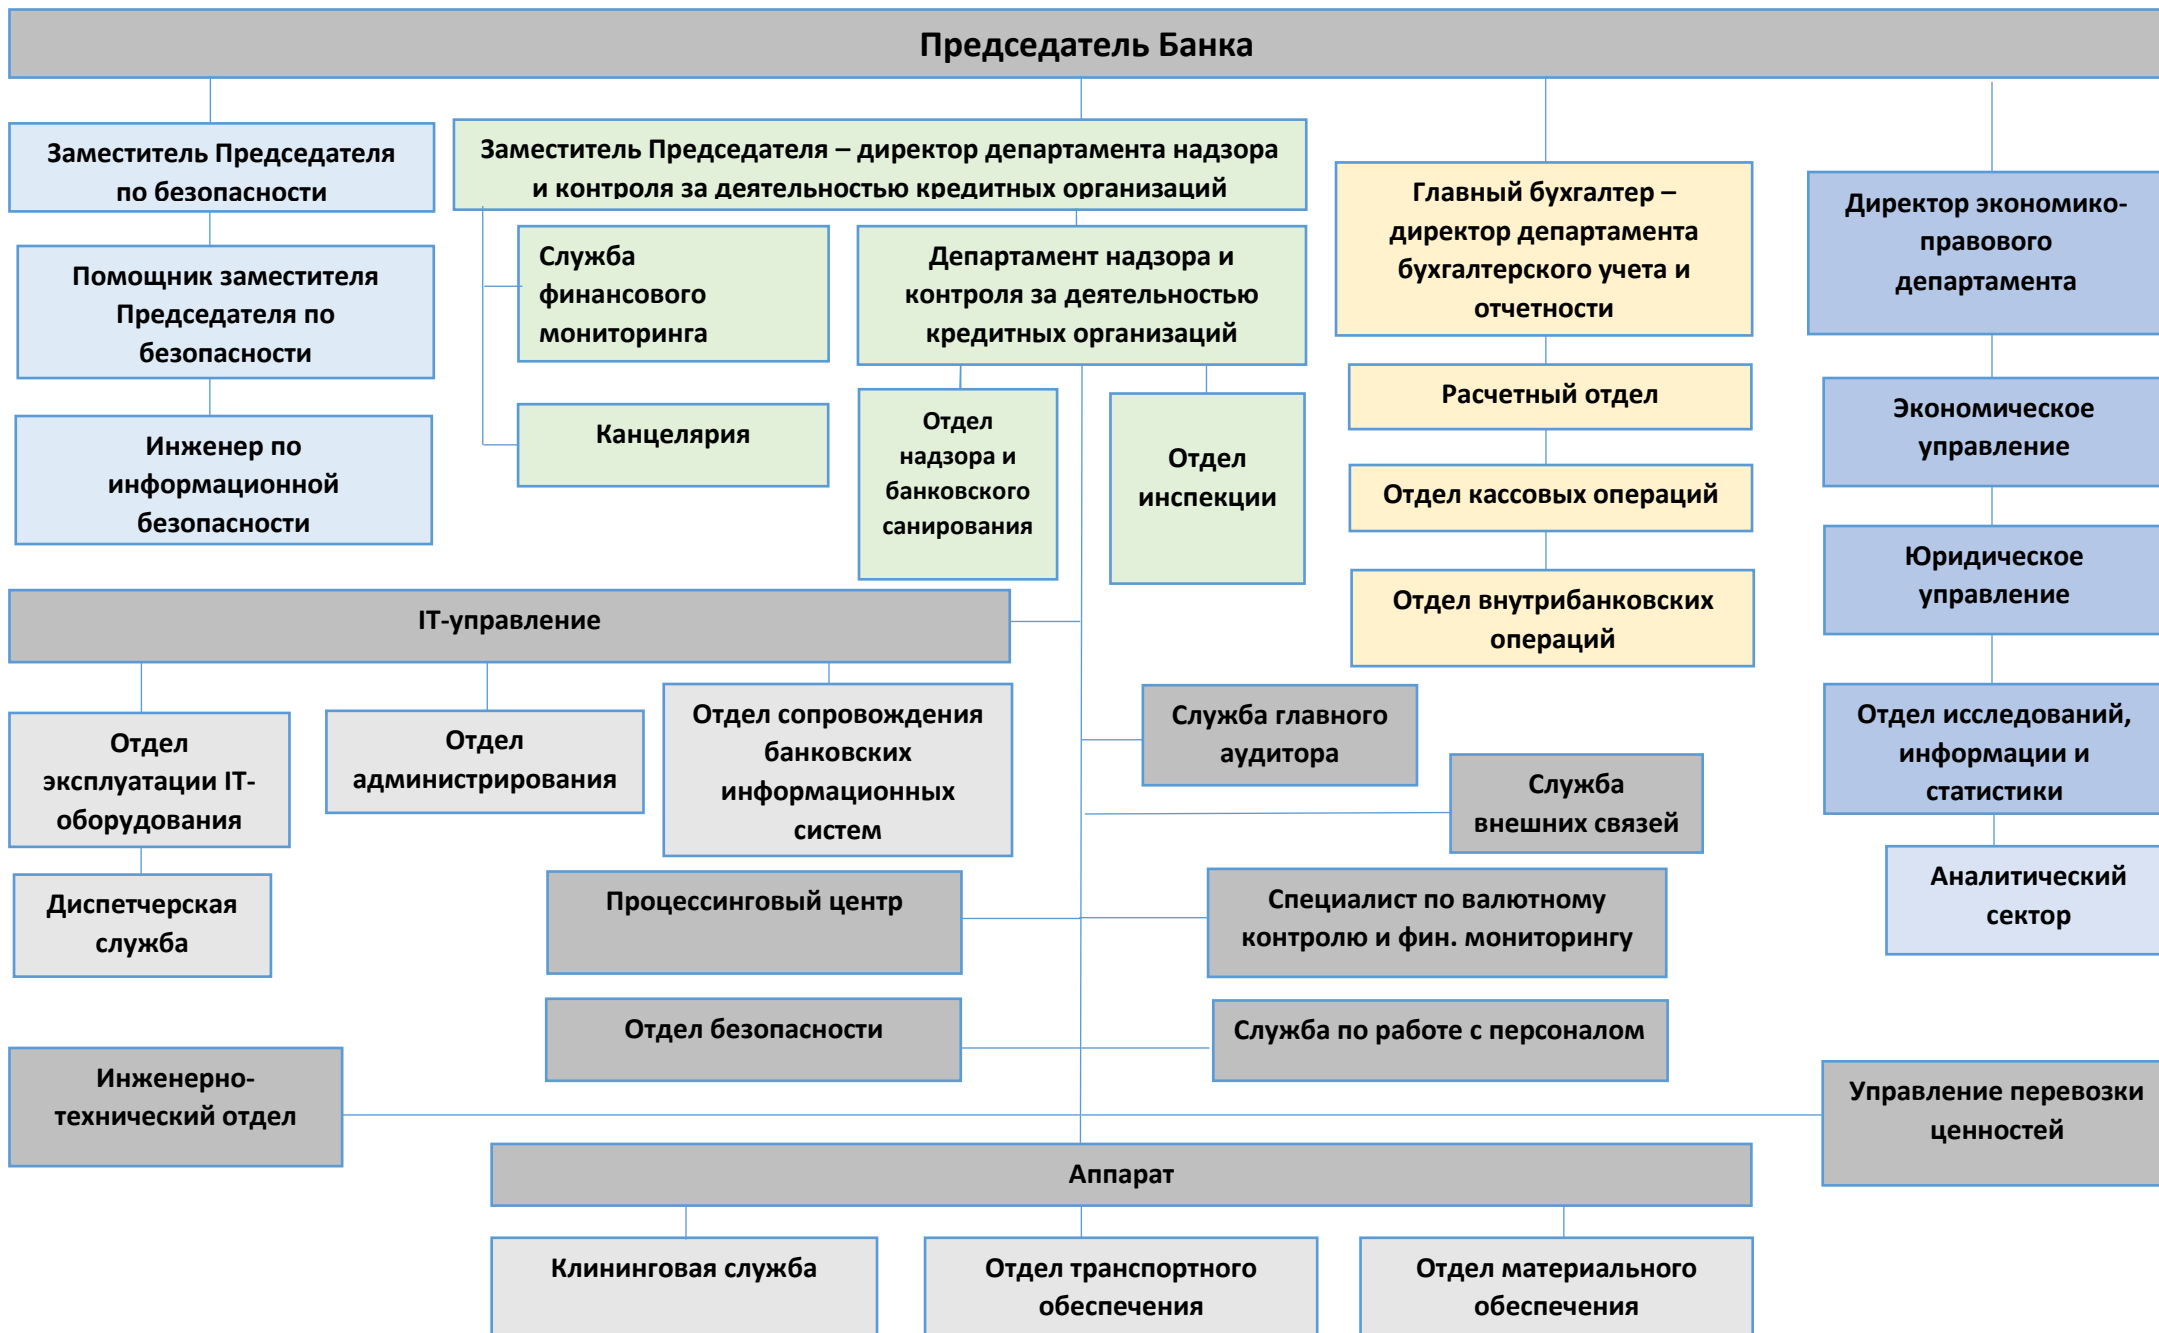 Председатель Банка
Заместитель Председателя
по безопасности
Помощник заместителя
Председателя по
безопасности
Инженер по
информационной
безопасности
Заместитель Председателя – директор департамента надзора
и контроля за деятельностью кредитных организаций
Служба
финансового
мониторинга
Канцелярия
Департамент надзора и
контроля за деятельностью
кредитных организаций
Отдел
надзора и
банковского
санирования
Отдел
инспекции
Главный бухгалтер –
директор департамента
бухгалтерского учета и
отчетности
Расчетный отдел
Отдел кассовых операций
Отдел внутрибанковских
операций
Директор экономико-
правового
департамента
Экономическое
управление
Юридическое
управление
Отдел исследований,
информации и
статистики
Аналитический
сектор
IT-управление
Отдел
эксплуатации IT-
оборудования
Диспетчерская
служба
Отдел
администрирования
Отдел сопровождения
банковских
информационных
систем
Служба главного
аудитора
Служба
внешних связей
Процессинговый центр
Специалист по валютному
контролю и фин. мониторингу
Отдел безопасности
Служба по работе с персоналом
Инженерно-
технический отдел
Управление перевозки
ценностей
Аппарат
Клининговая служба
Отдел транспортного
обеспечения
Отдел материального
обеспечения